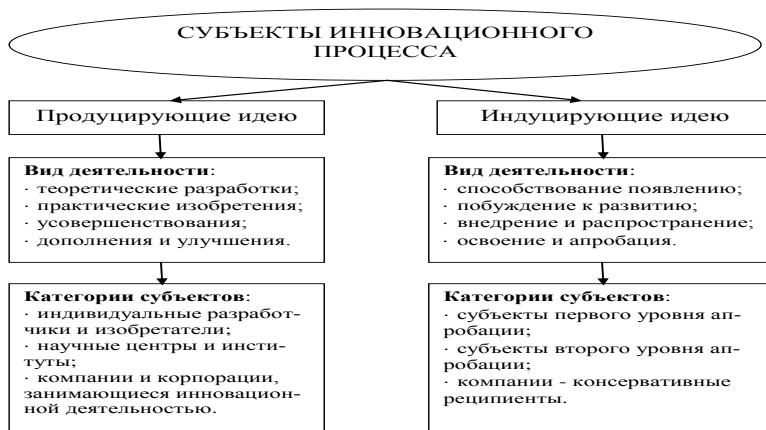 СУБЪЕКТЫ ИННОВАЦИОННОГО
ПРОЦЕССА
Продуцирующие идею
Вид деятельности:
· теоретические разработки;
· практические изобретения;
· усовершенствования;
· дополнения и улучшения.
Категории субъектов:
· индивидуальные разработ-
чики и изобретатели;
· научные центры и инсти-
туты;
· компании и корпорации,
занимающиеся инновацион-
ной деятельностью.
Индуцирующие идею
Вид деятельности:
· способствование появлению;
· побуждение к развитию;
· внедрение и распространение;
· освоение и апробация.
Категории субъектов:
· субъекты первого уровня ап-
робации;
· субъекты второго уровня ап-
робации;
· компании - консервативные
реципиенты.